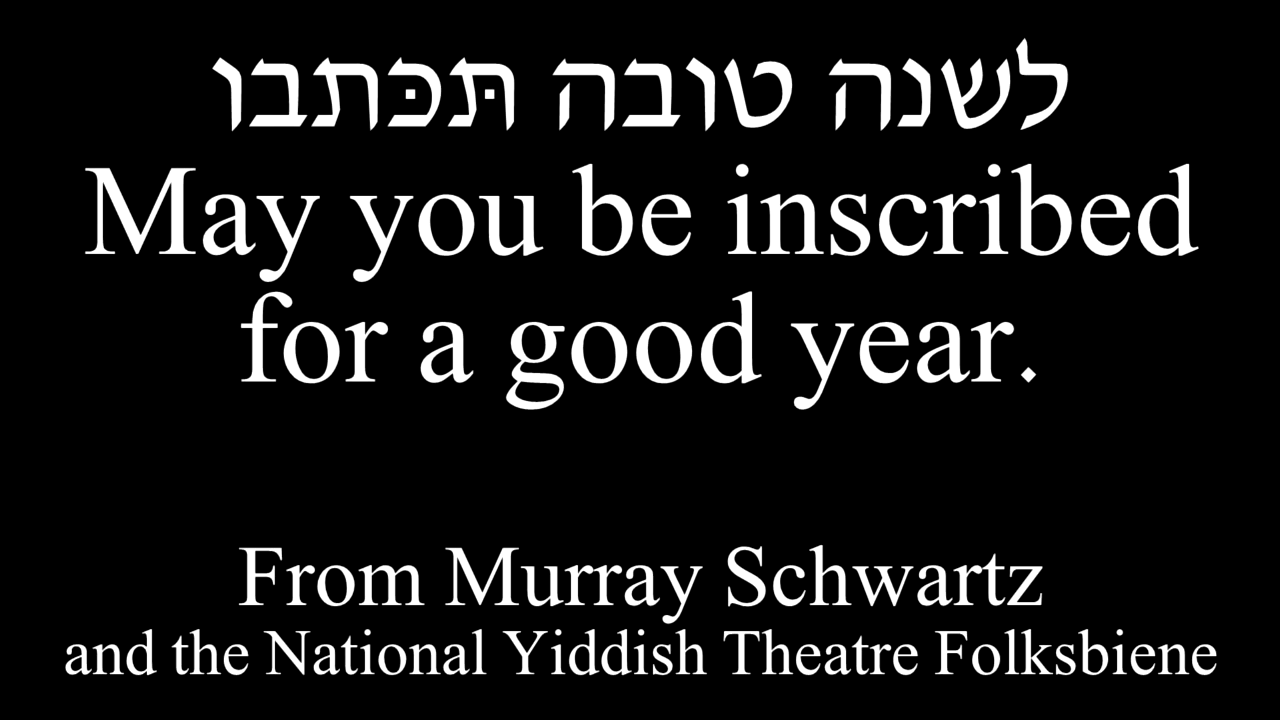 לשנה טובה תּכּתבו
May you be inscribed
for a good year.
From Murray Schwartz
and the National Yiddish Theatre Folksbiene